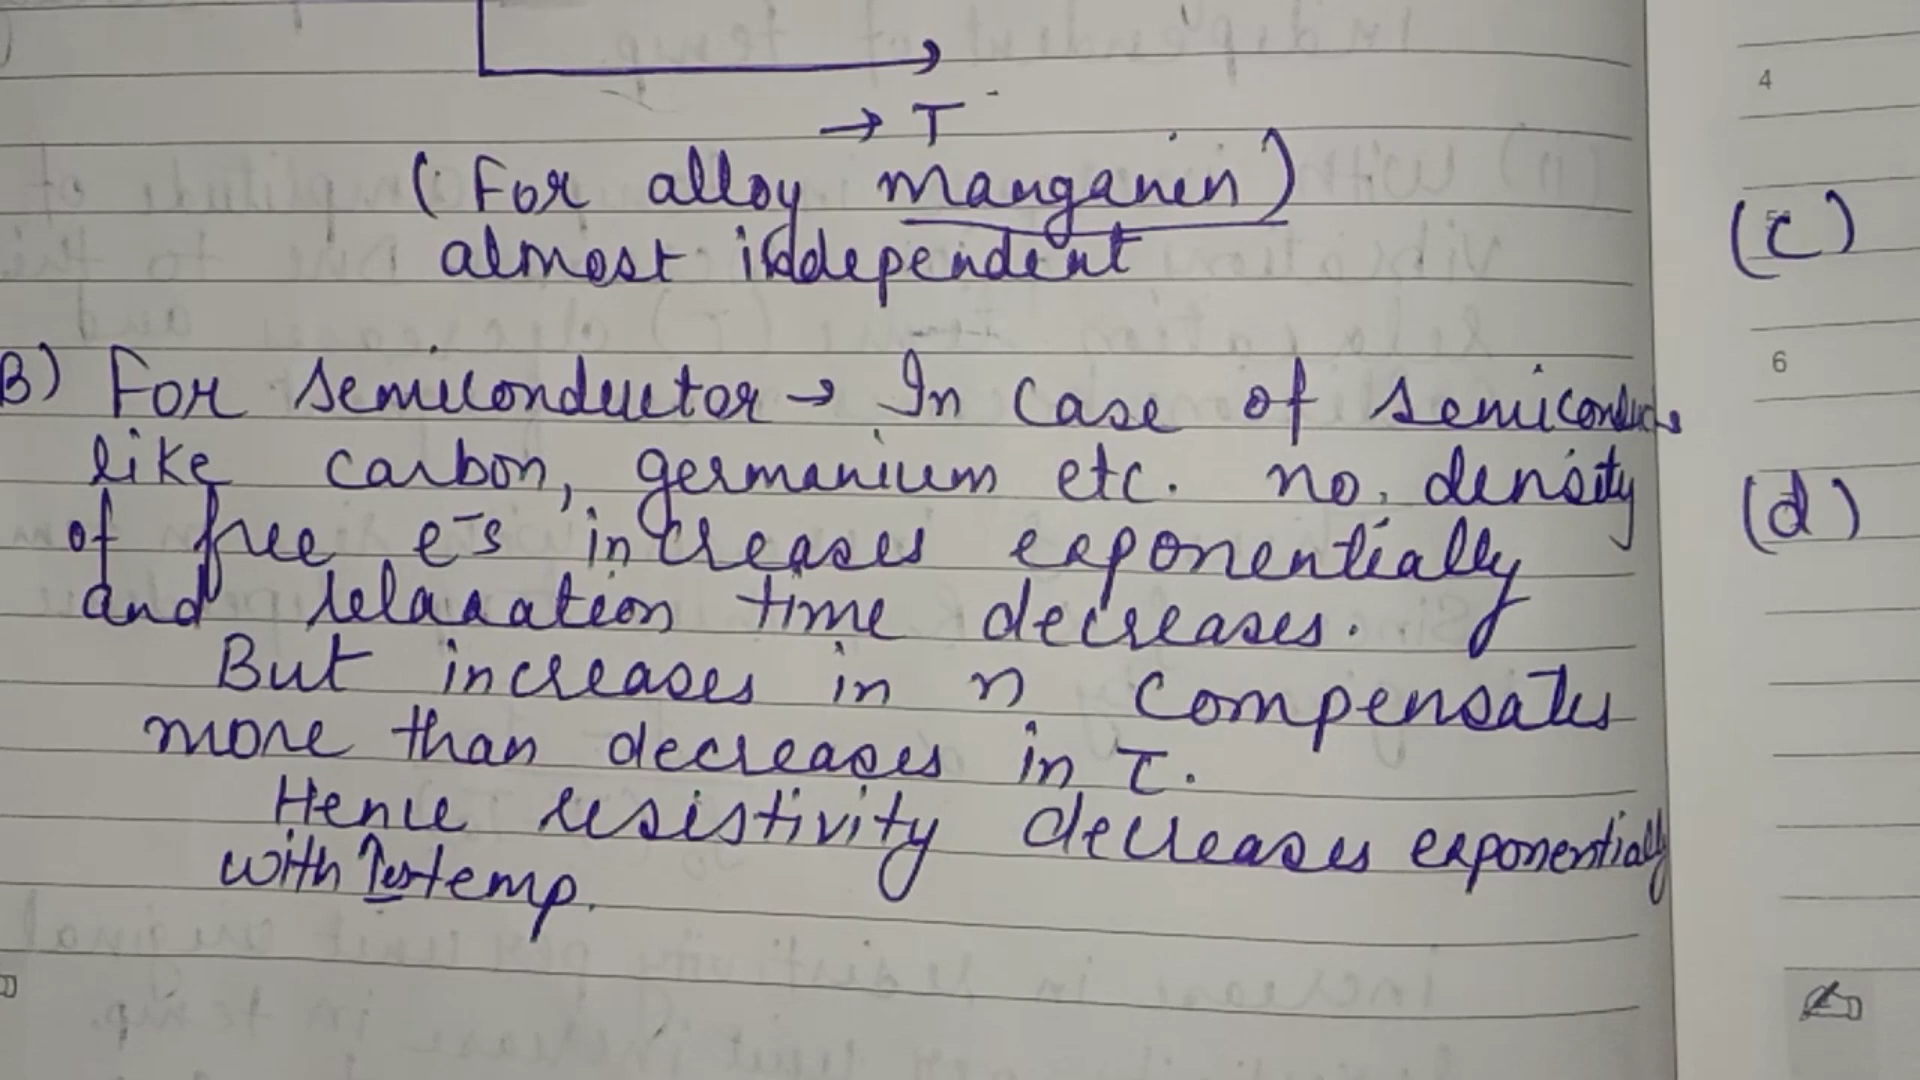 → T
(For alloy manganin)
almost independent
B) For semiconductor → In case of semiconducts
like carbon, germanium etc. no. density
of free e⁻s increases exponentially
and relaxation time decreases.
But increases in n compensates
more than decreases in τ.
Hence resistivity decreases exponentially
with ↑es temp.
4
(c)
6
(d)